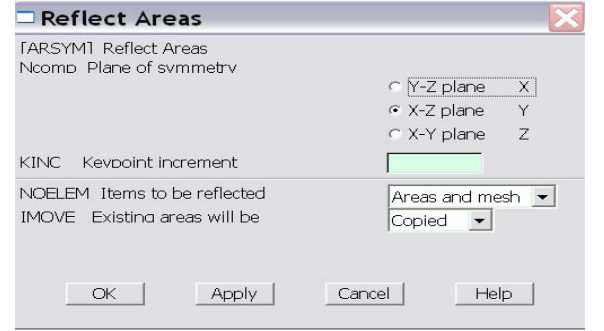 Reflect Areas
[ARSYM] Reflect Areas
Ncomp Plane of symmetry
Y-Z plane X
X-Z plane Y
X-Y plane Z
KINC Keypoint increment
NOELEM Items to be reflected Areas and mesh
IMOVE Existing areas will be Copied
OK Apply Cancel Help